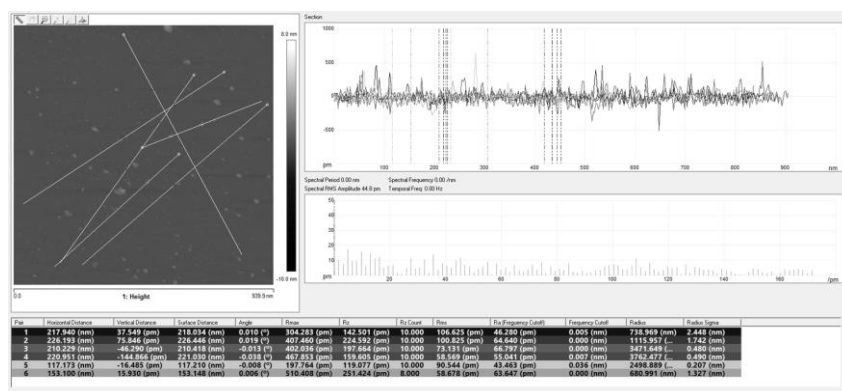 Section
8.0 nm
1000
500
0
-500
pm
100 200 300 400 500 600 700 800 900 nm
Spectral Period 0.00 nm Spectral Frequency 0.00 /nm
Spectral RMS Amplitude 44.8 pm Temporal Freq: 0.00 Hz
50
40
30
20
10
pm
20 40 60 80 100 120 140 160 /pm
-10.0 nm
0.0 1: Height 939.9 nm
Pair Horizontal Distance Vertical Distance Surface Distance Angle Rmax Rz Rz Count Rms Ra (Frequency Cutoff) Frequency Cutoff Radius Radius Sigma
1 217.940 (nm) 37.549 (pm) 218.034 (nm) 0.010 (º) 304.283 (pm) 142.501 (pm) 10.000 106.625 (pm) 46.280 (pm) 0.005 (nm) 738.969 (nm) 2.448 (nm)
2 226.193 (nm) 75.846 (pm) 226.446 (nm) 0.019 (º) 407.460 (pm) 224.592 (pm) 10.000 100.825 (pm) 64.640 (pm) 0.000 (nm) 1115.957 (nm) 1.742 (nm)
3 210.229 (nm) -46.290 (pm) 210.418 (nm) -0.013 (º) 402.036 (pm) 197.664 (pm) 10.000 73.131 (pm) 66.797 (pm) 0.000 (nm) 3471.649 (nm) 0.480 (nm)
4 220.951 (nm) -144.866 (pm) 221.030 (nm) -0.038 (º) 467.853 (pm) 159.605 (pm) 10.000 58.569 (pm) 55.041 (pm) 0.007 (nm) 3762.477 (nm) 0.490 (nm)
5 117.173 (nm) -16.485 (pm) 117.210 (nm) -0.008 (º) 197.764 (pm) 119.077 (pm) 10.000 90.544 (pm) 43.463 (pm) 0.036 (nm) 2498.889 (nm) 0.207 (nm)
6 153.100 (nm) 15.930 (pm) 153.148 (nm) 0.006 (º) 510.408 (pm) 251.424 (pm) 8.000 58.678 (pm) 63.647 (pm) 0.000 (nm) 680.991 (nm) 1.327 (nm)